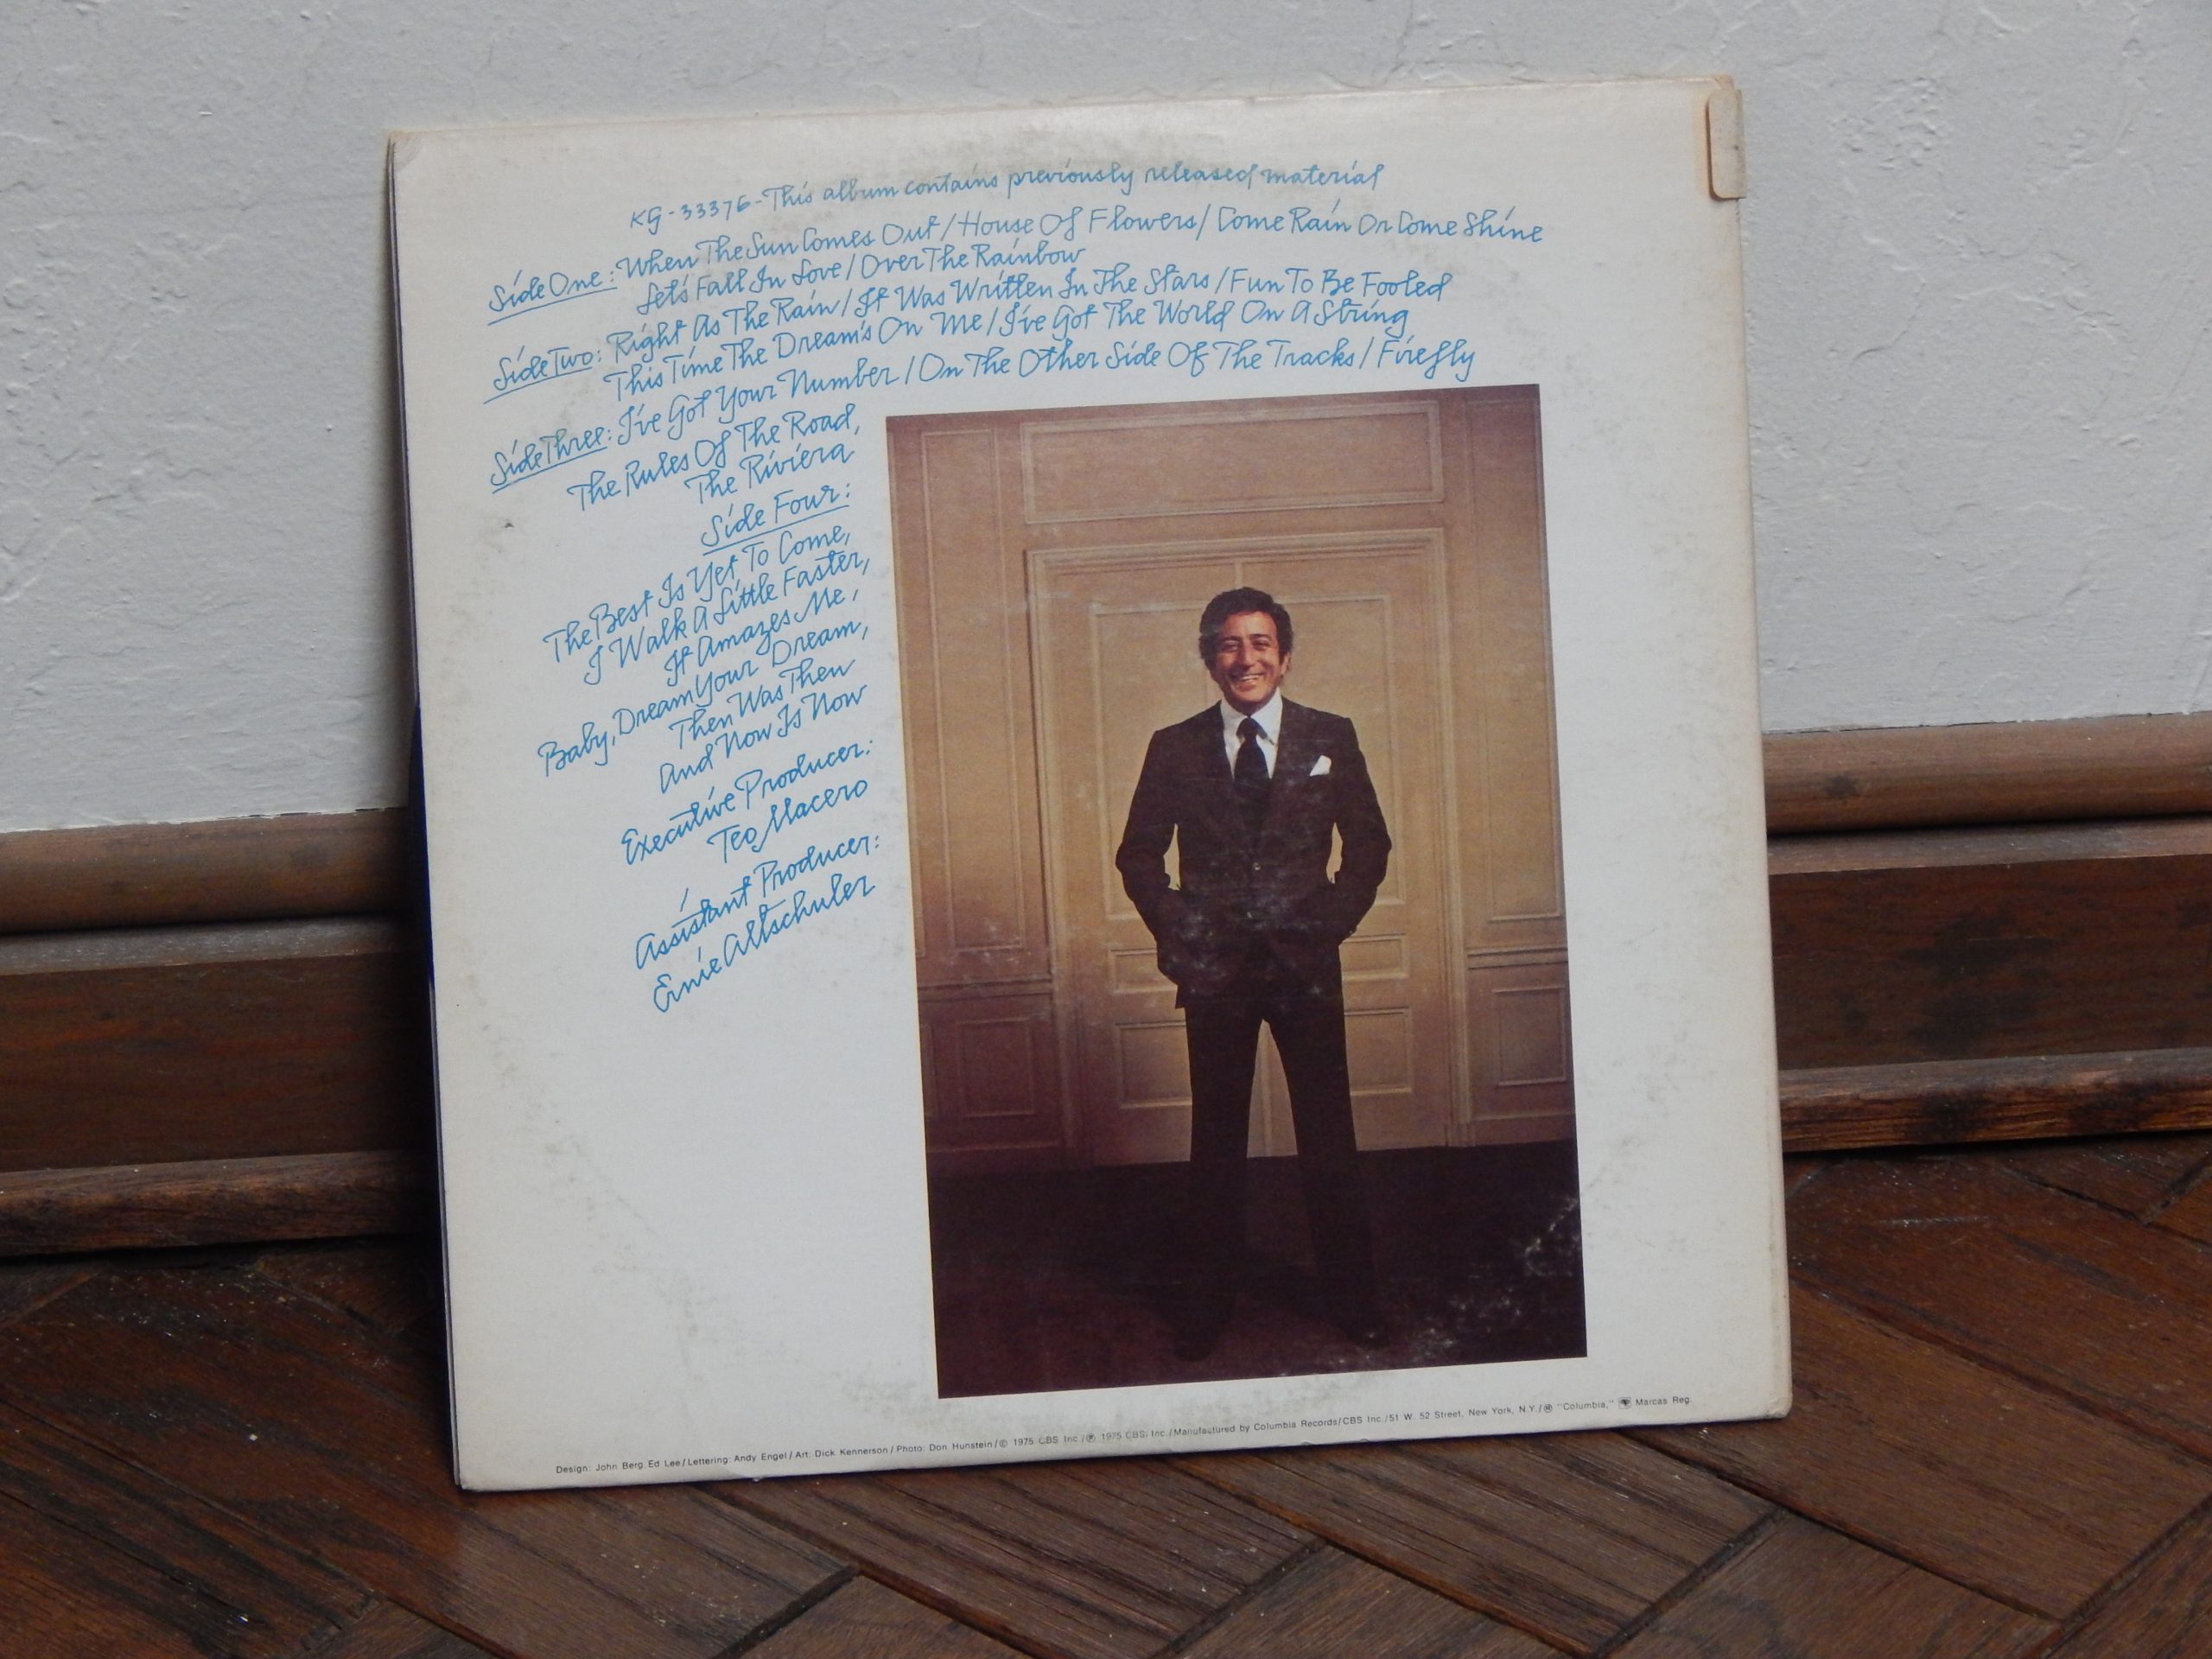 KG-33376-This album contains previously released material
Side One: When The Sun Comes Out/House Of Flowers/Come Rain Or Come Shine
Let's Fall In Love/Over The Rainbow
Side Two: Right As The Rain/It Was Written In The Stars/Fun To Be Fooled
This Time The Dream's On Me/I've Got The World On A String
Side Three: I've Got Your Number/On The Other Side Of The Tracks/Firefly
The Rules Of The Road,
The Riviera
Side Four:
The Best Is Yet To Come,
I Walk A Little Faster,
It Amazes Me,
Baby, Dream Your Dream,
Then Was Then
And Now Is Now
Executive Producer:
Teo Macero
Assistant Producer:
Ernie Altschuler
Design: John Berg, Ed Lee/Lettering: Andy Engel/Art: Dick Kennerson/Photo: Don Hunstein/© 1975 CBS Inc./℗ 1975 CBS, Inc./Manufactured by Columbia Records/CBS Inc./51 W. 52 Street, New York, N.Y./® "Columbia," Marcas Reg.